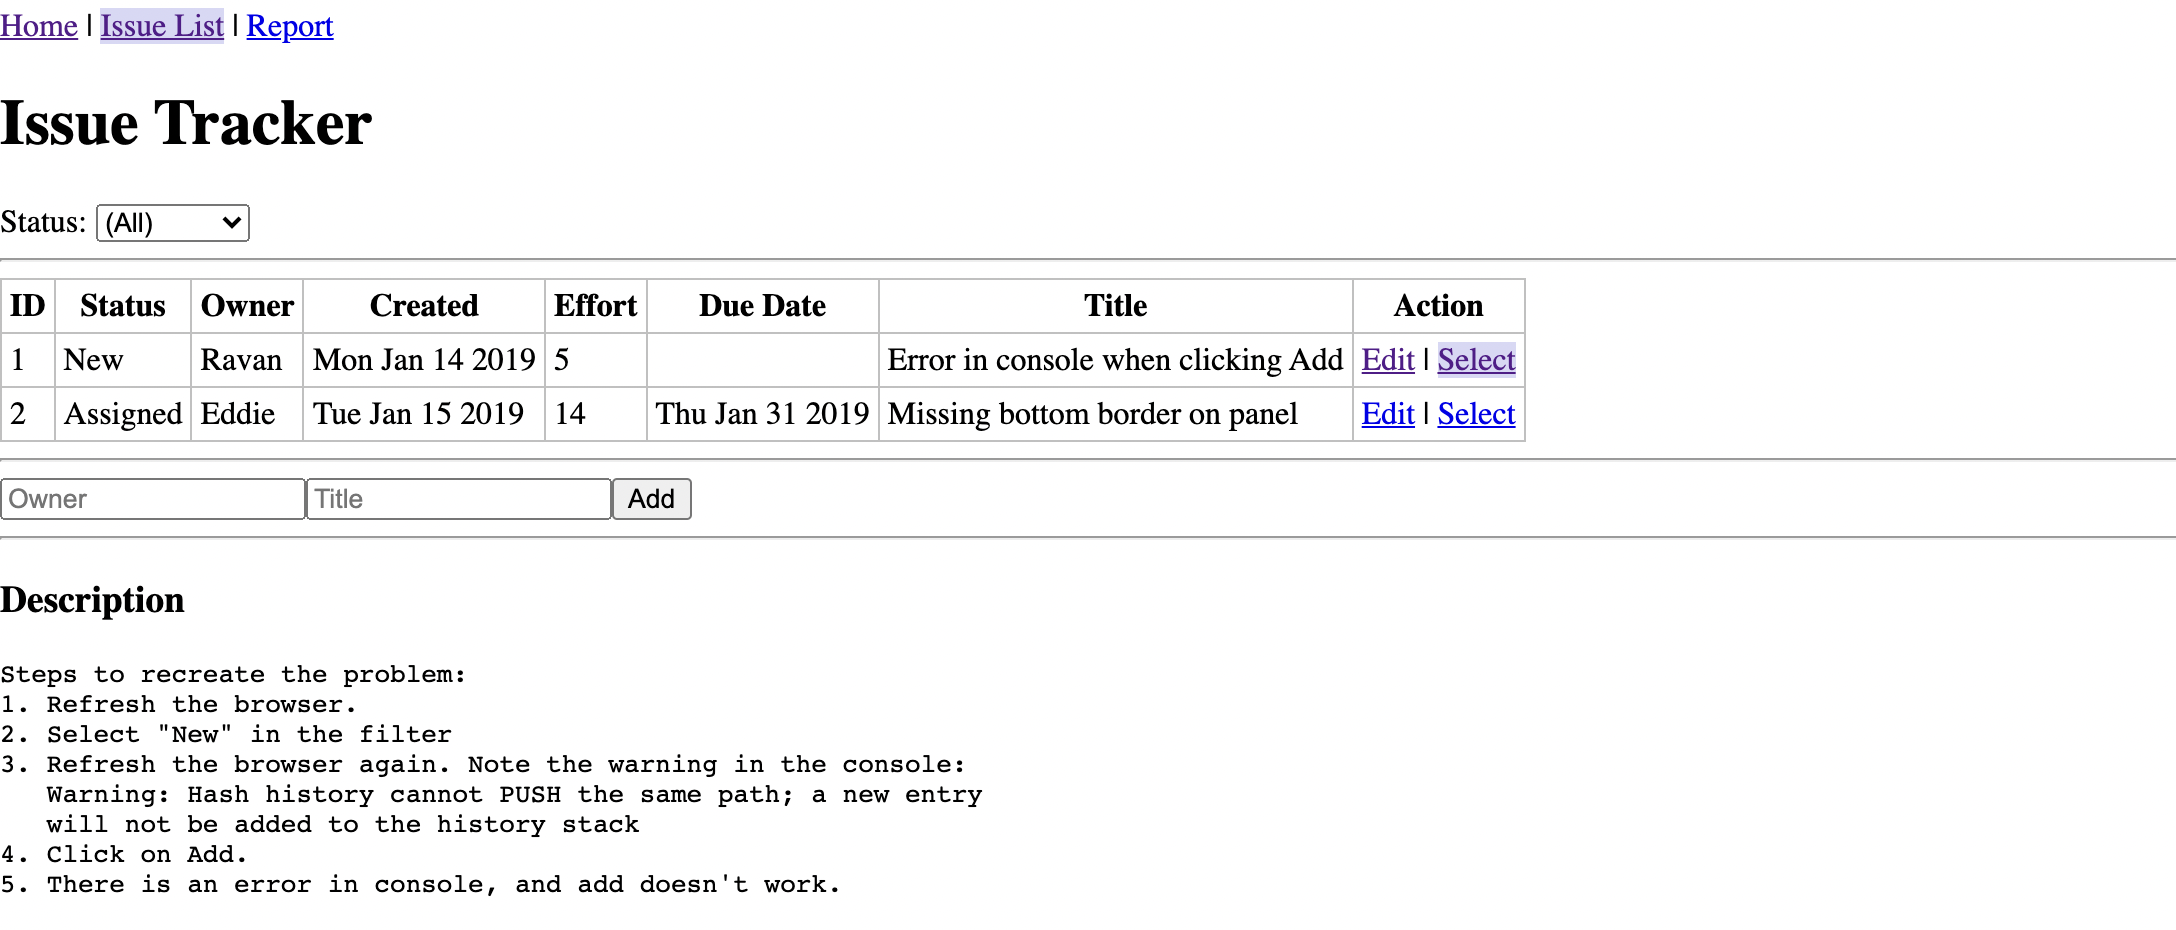 Home | Issue List | Report
Issue Tracker
Status: (All)
ID Status Owner Created Effort Due Date Title Action
1 New Ravan Mon Jan 14 2019 5 Error in console when clicking Add Edit | Select
2 Assigned Eddie Tue Jan 15 2019 14 Thu Jan 31 2019 Missing bottom border on panel Edit | Select
Owner Title Add
Description
Steps to recreate the problem:
1. Refresh the browser.
2. Select "New" in the filter
3. Refresh the browser again. Note the warning in the console:
Warning: Hash history cannot PUSH the same path; a new entry
will not be added to the history stack
4. Click on Add.
5. There is an error in console, and add doesn't work.